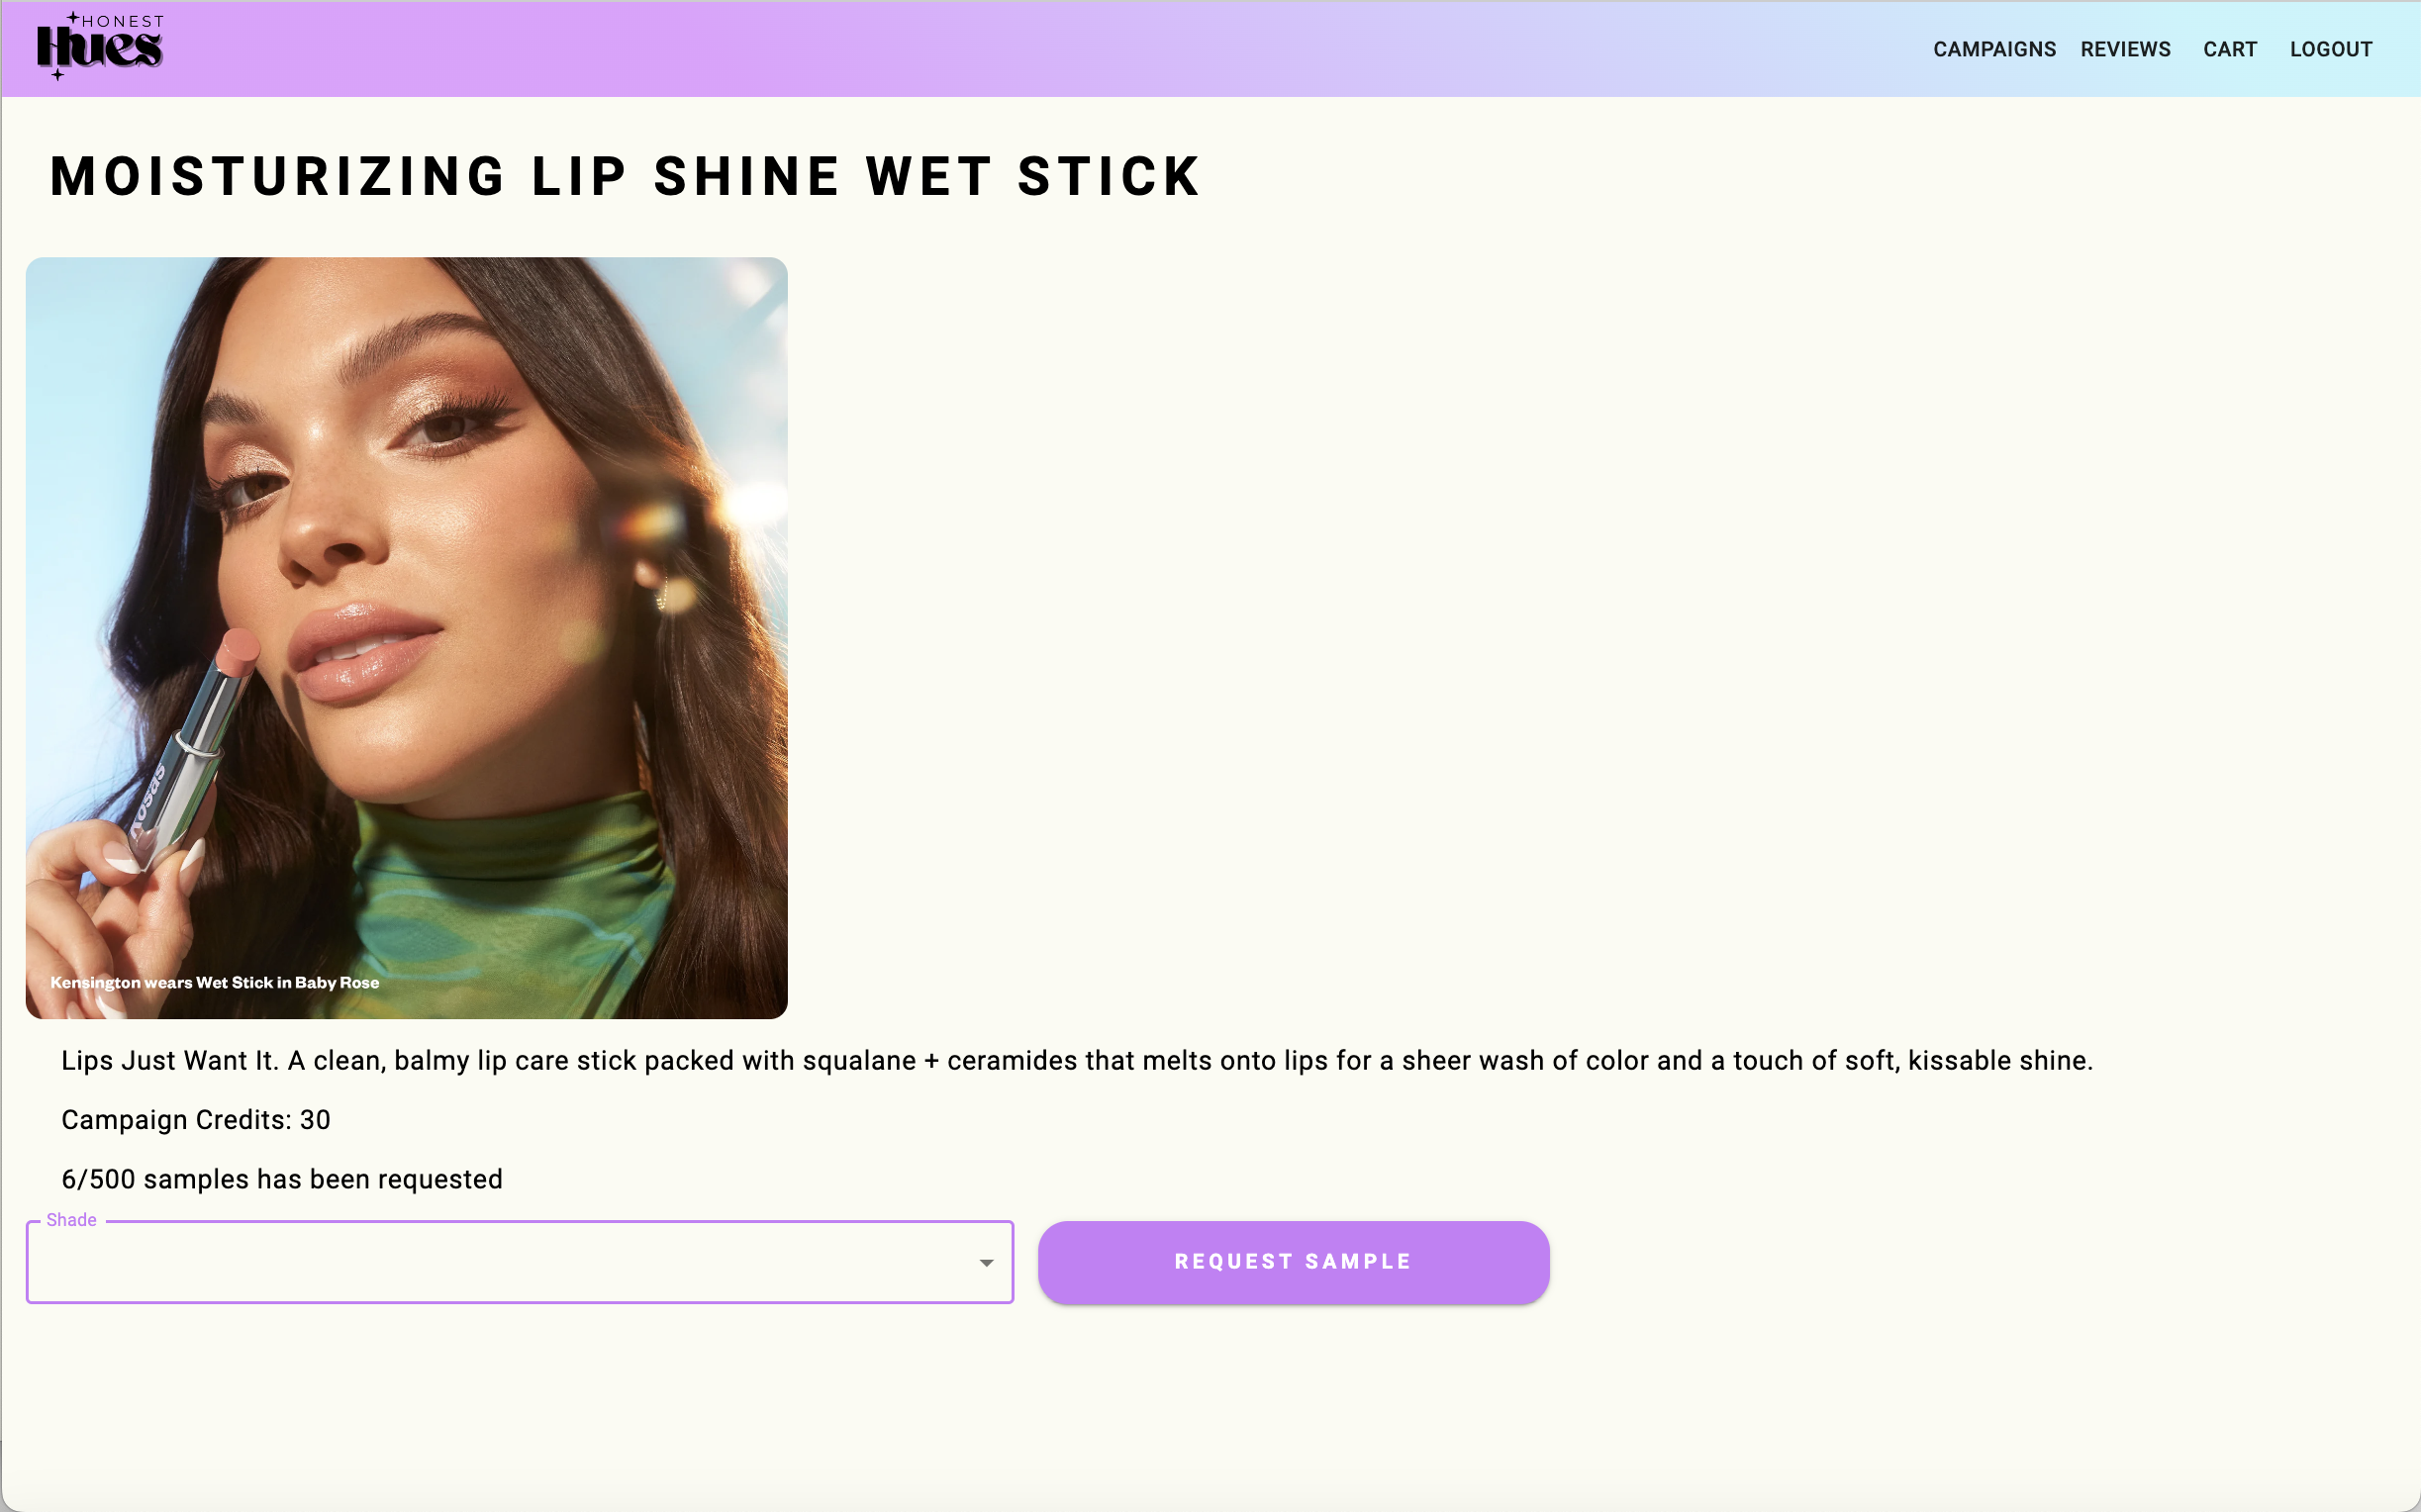 HONEST
Hues
CAMPAIGNS REVIEWS CART LOGOUT
MOISTURIZING LIP SHINE WET STICK
Kosas
Kensington wears Wet Stick in Baby Rose
Lips Just Want It. A clean, balmy lip care stick packed with squalane + ceramides that melts onto lips for a sheer wash of color and a touch of soft, kissable shine.
Campaign Credits: 30
6/500 samples has been requested
Shade
REQUEST SAMPLE